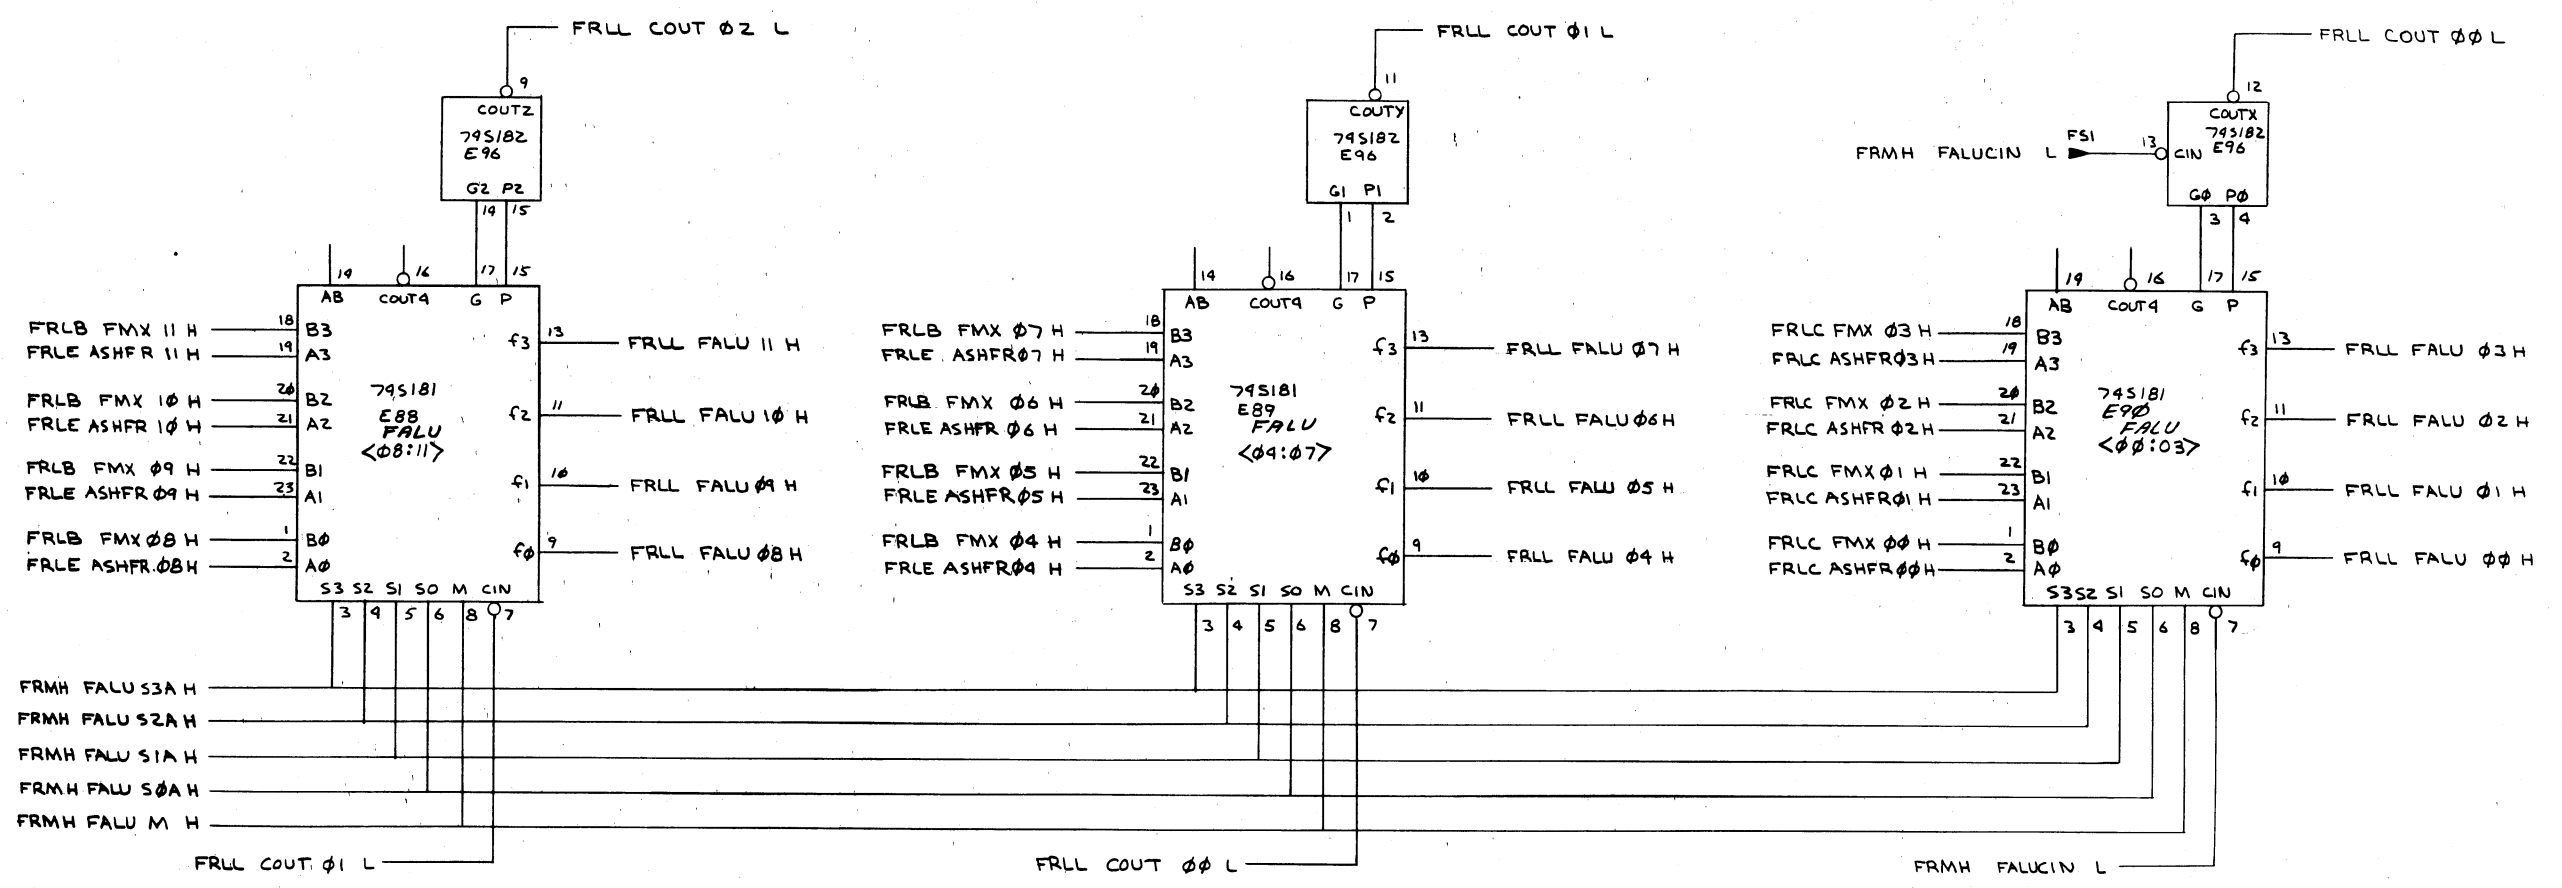 FRLL COUT Ø2 L
9
COUTZ
74S182
E96
G2 P2
14 15
14 16 17 15
AB COUT4 G P
FRLB FMX 11 H 18 B3
FRLE ASHFR 11 H 19 A3
f3 13 FRLL FALU 11 H
FRLB FMX 1Ø H 2Ø B2
FRLE ASHFR 1Ø H 21 A2
74S181
E88
FALU
<Ø8:11>
f2 11 FRLL FALU 1Ø H
FRLB FMX Ø9 H 22 B1
FRLE ASHFR Ø9 H 23 A1
f1 1Ø FRLL FALU Ø9 H
FRLB FMX Ø8 H 1 BØ
FRLE ASHFR Ø8 H 2 AØ
fØ 9 FRLL FALU Ø8 H
S3 S2 S1 SO M CIN
3 4 5 6 8 7
FRLL COUT Ø1 L
11
COUTY
74S182
E96
G1 P1
1 2
14 16 17 15
AB COUT4 G P
FRLB FMX Ø7 H 18 B3
FRLE ASHFR Ø7 H 19 A3
f3 13 FRLL FALU Ø7 H
FRLB FMX Ø6 H 2Ø B2
FRLE ASHFR Ø6 H 21 A2
74S181
E89
FALU
<Ø4:Ø7>
f2 11 FRLL FALU Ø6 H
FRLB FMX Ø5 H 22 B1
FRLE ASHFR Ø5 H 23 A1
f1 1Ø FRLL FALU Ø5 H
FRLB FMX Ø4 H 1 BØ
FRLE ASHFR Ø4 H 2 AØ
fØ 9 FRLL FALU Ø4 H
S3 S2 S1 SO M CIN
3 4 5 6 8 7
FRLL COUT ØØ L
12
COUTX
74S182
E96
FRMH FALUCIN L FS1 13 CIN
GØ PØ
3 4
14 16 17 15
AB COUT4 G P
FRLC FMX Ø3 H 18 B3
FRLC ASHFR Ø3 H 19 A3
f3 13 FRLL FALU Ø3 H
FRLC FMX Ø2 H 2Ø B2
FRLC ASHFR Ø2 H 21 A2
74S181
E9Ø
FALU
<ØØ:Ø3>
f2 11 FRLL FALU Ø2 H
FRLC FMX Ø1 H 22 B1
FRLC ASHFR Ø1 H 23 A1
f1 1Ø FRLL FALU Ø1 H
FRLC FMX ØØ H 1 BØ
FRLC ASHFR ØØ H 2 AØ
fØ 9 FRLL FALU ØØ H
S3 S2 S1 SO M CIN
3 4 5 6 8 7
FRMH FALU S3A H
FRMH FALU S2A H
FRMH FALU S1A H
FRMH FALU SØA H
FRMH FALU M H
FRLL COUT Ø1 L
FRLL COUT ØØ L
FRMH FALUCIN L